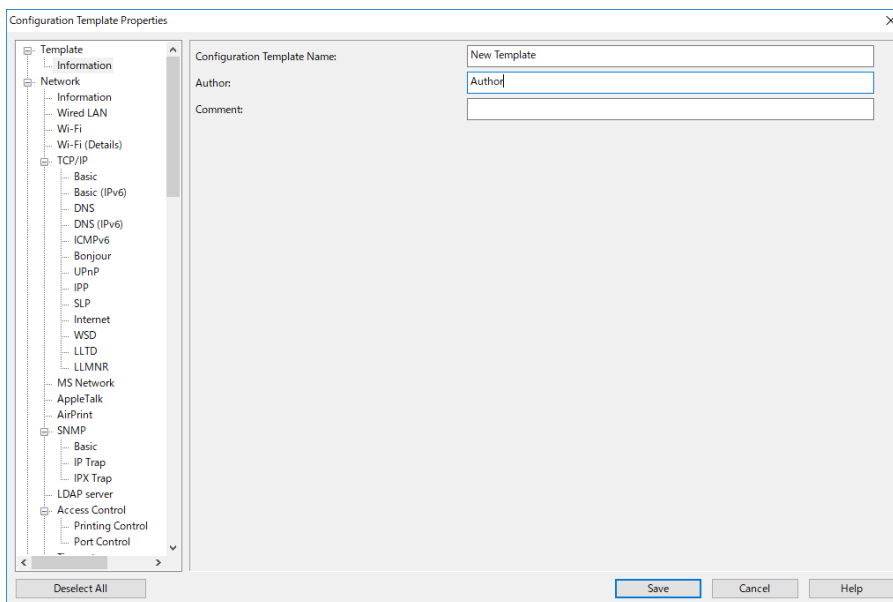 Configuration Template Properties
Template
Information
Network
Information
Wired LAN
Wi-Fi
Wi-Fi (Details)
TCP/IP
Basic
Basic (IPv6)
DNS
DNS (IPv6)
ICMPv6
Bonjour
UPnP
IPP
SLP
Internet
WSD
LLTD
LLMNR
MS Network
AppleTalk
AirPrint
SNMP
Basic
IP Trap
IPX Trap
LDAP server
Access Control
Printing Control
Port Control
Configuration Template Name: New Template
Author: Author
Comment:
Deselect All Save Cancel Help